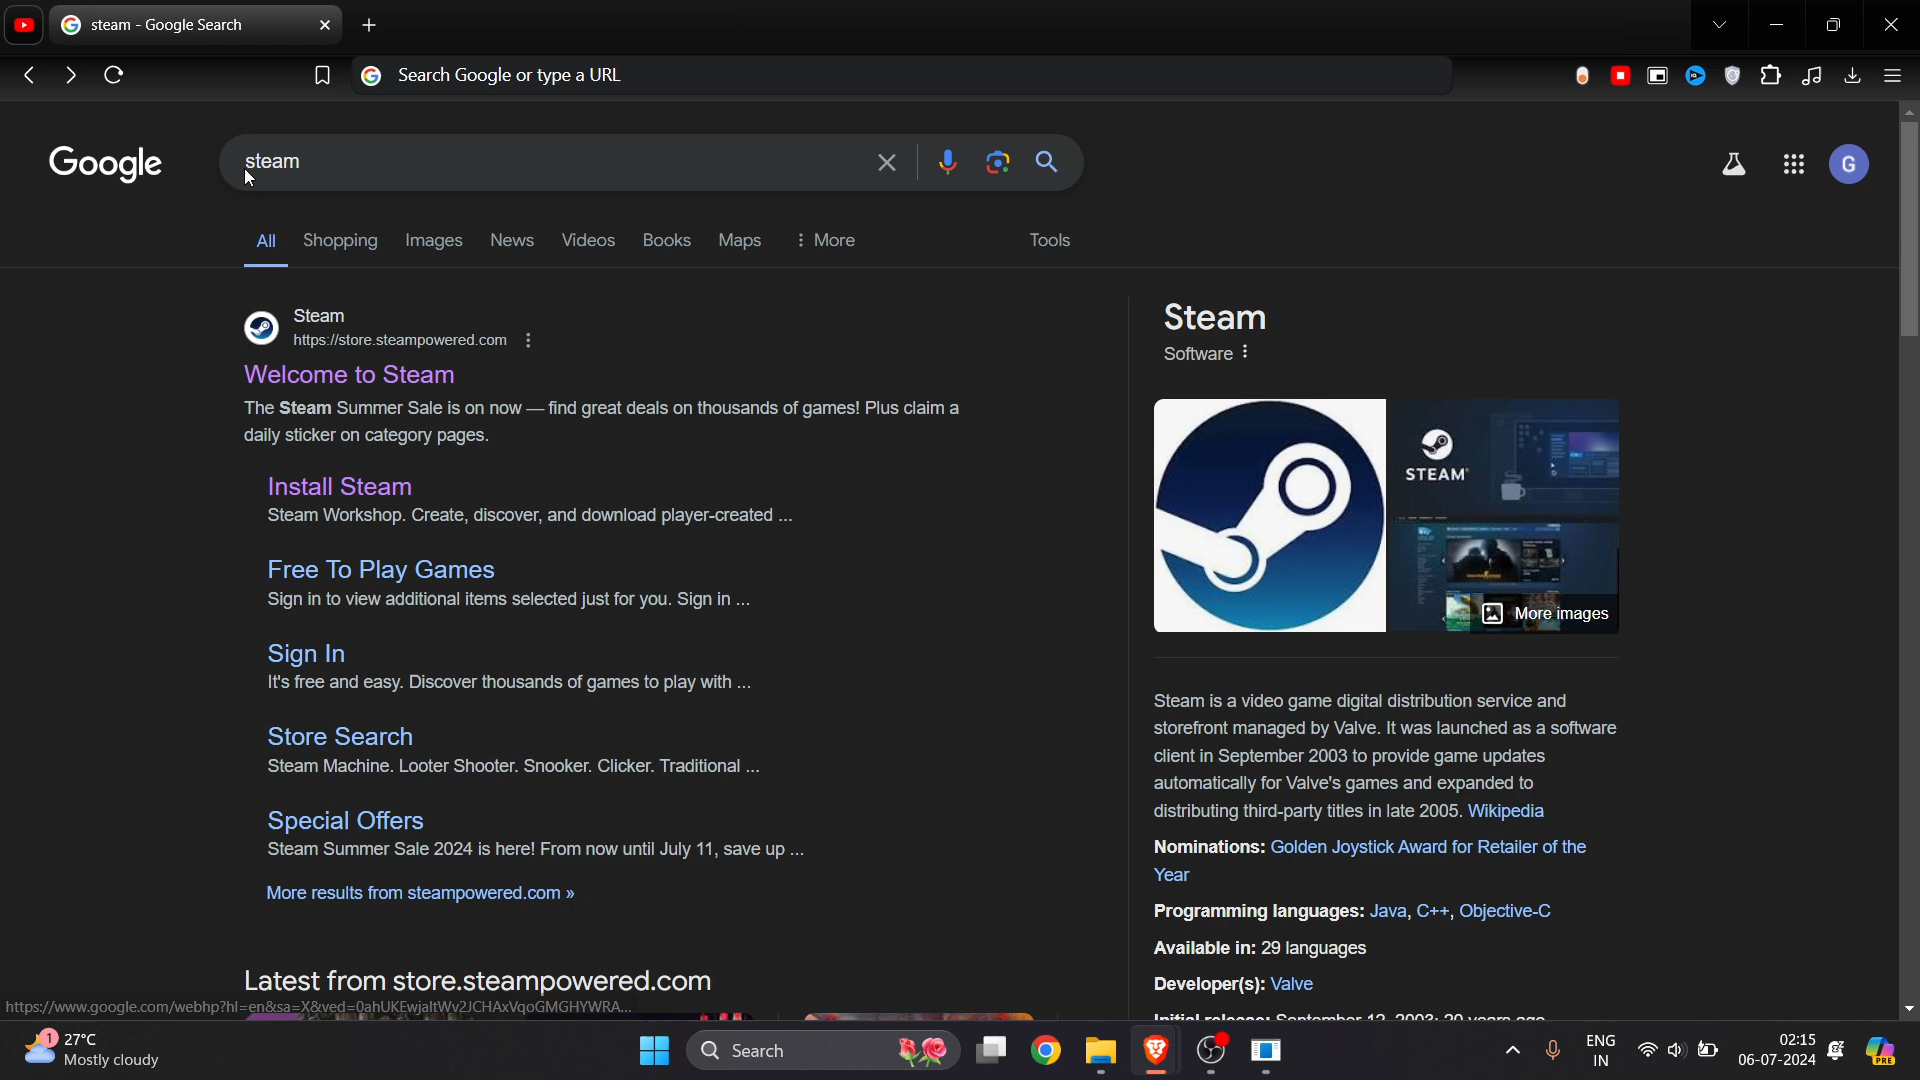 steam - Google Search
Search Google or type a URL
Google
steam
G
All
Shopping
Images
News
Videos
Books
Maps
More
Tools
Steam
https://store.steampowered.com
Welcome to Steam
The Steam Summer Sale is on now — find great deals on thousands of games! Plus claim a
daily sticker on category pages.
Install Steam
Steam Workshop. Create, discover, and download player-created ...
Free To Play Games
Sign in to view additional items selected just for you. Sign in ...
Sign In
It's free and easy. Discover thousands of games to play with ...
Store Search
Steam Machine. Looter Shooter. Snooker. Clicker. Traditional ...
Special Offers
Steam Summer Sale 2024 is here! From now until July 11, save up ...
More results from steampowered.com »
Latest from store.steampowered.com
Steam
Software
STEAM
More images
Steam is a video game digital distribution service and
storefront managed by Valve. It was launched as a software
client in September 2003 to provide game updates
automatically for Valve's games and expanded to
distributing third-party titles in late 2005. Wikipedia
Nominations: Golden Joystick Award for Retailer of the
Year
Programming languages: Java, C++, Objective-C
Available in: 29 languages
Developer(s): Valve
Initial release: September 12, 2003; 20 years ago
1
27°C
Mostly cloudy
Search
ENG
IN
02:15
06-07-2024
PRE